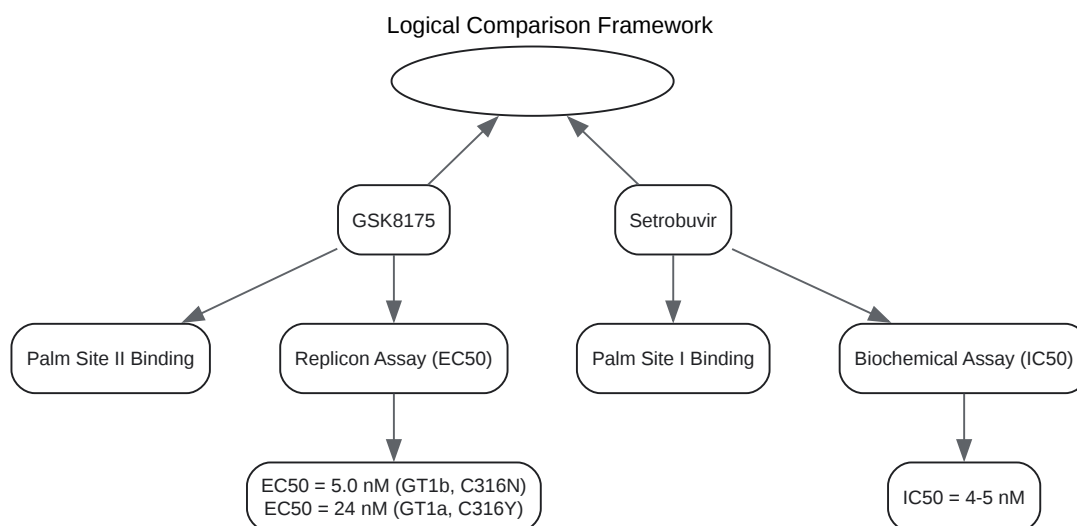 Logical Comparison Framework
GSK8175
Setrobuvir
Palm Site II Binding
Replicon Assay (EC50)
Palm Site I Binding
Biochemical Assay (IC50)
EC50 = 5.0 nM (GT1b, C316N)
EC50 = 24 nM (GT1a, C316Y)
IC50 = 4-5 nM